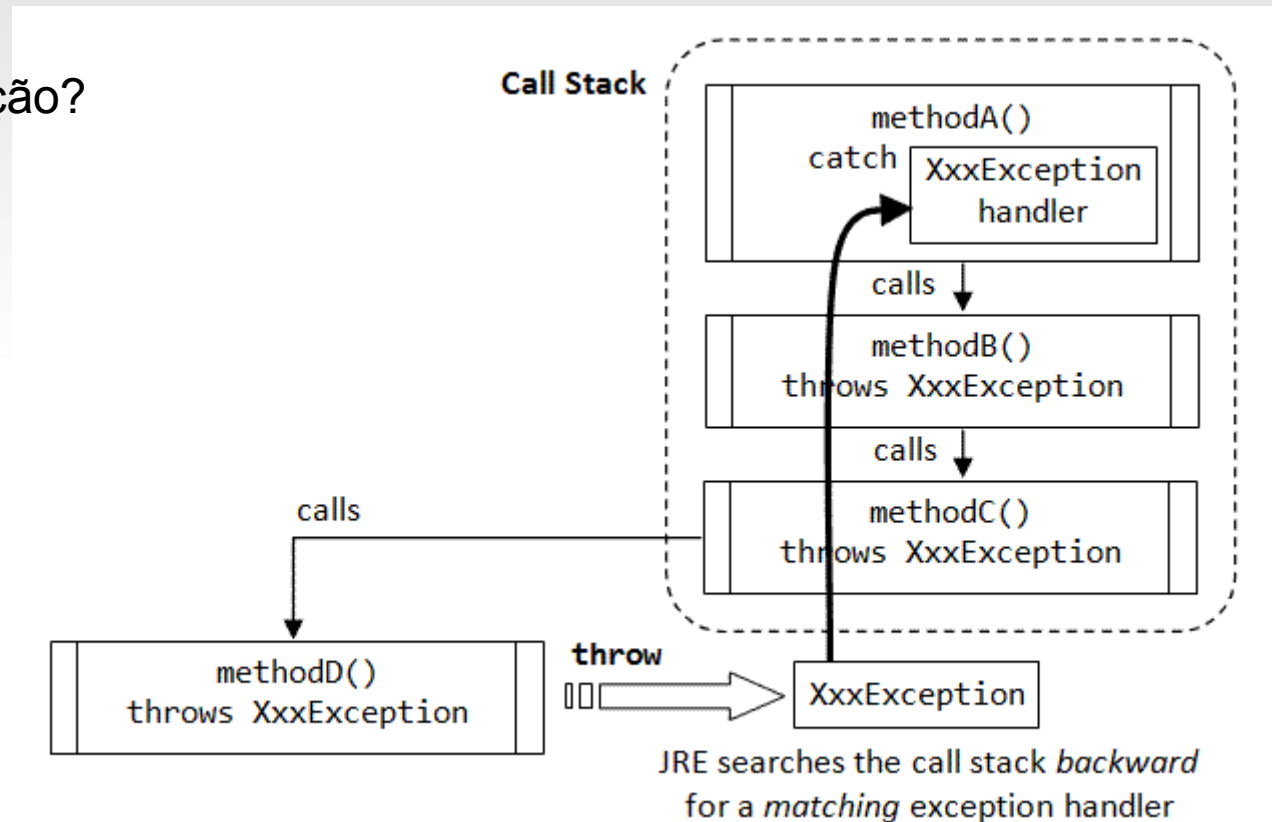 ção?
Call Stack
methodA()
catch
XxxException
handler
calls
methodB()
throws XxxException
calls
methodC()
throws XxxException
calls
methodD()
throws XxxException
throw
XxxException
JRE searches the call stack backward
for a matching exception handler